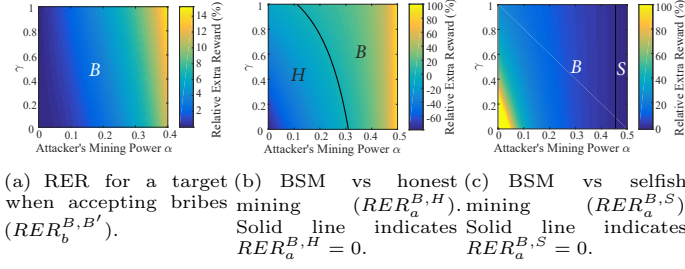 1
0.8
0.6
0.4
0.2
0
γ
B
0 0.1 0.2 0.3 0.4
Attacker's Mining Power α
14
12
10
8
6
4
2
Relative Extra Reward (%)
1
0.8
0.6
0.4
0.2
0
γ
H
B
0 0.1 0.2 0.3 0.4 0.5
Attacker's Mining Power α
100
80
60
40
20
0
-20
-40
-60
Relative Extra Reward (%)
1
0.8
0.6
0.4
0.2
0
γ
B
S
0 0.1 0.2 0.3 0.4 0.5
Attacker's Mining Power α
100
80
60
40
20
0
Relative Extra Reward (%)
(a) RER for a target
when accepting bribes
(RER_b^{B,B′}).
(b) BSM vs honest
mining (RER_a^{B,H}).
Solid line indicates
RER_a^{B,H} = 0.
(c) BSM vs selfish
mining (RER_a^{B,S})
Solid line indicates
RER_a^{B,S} = 0.